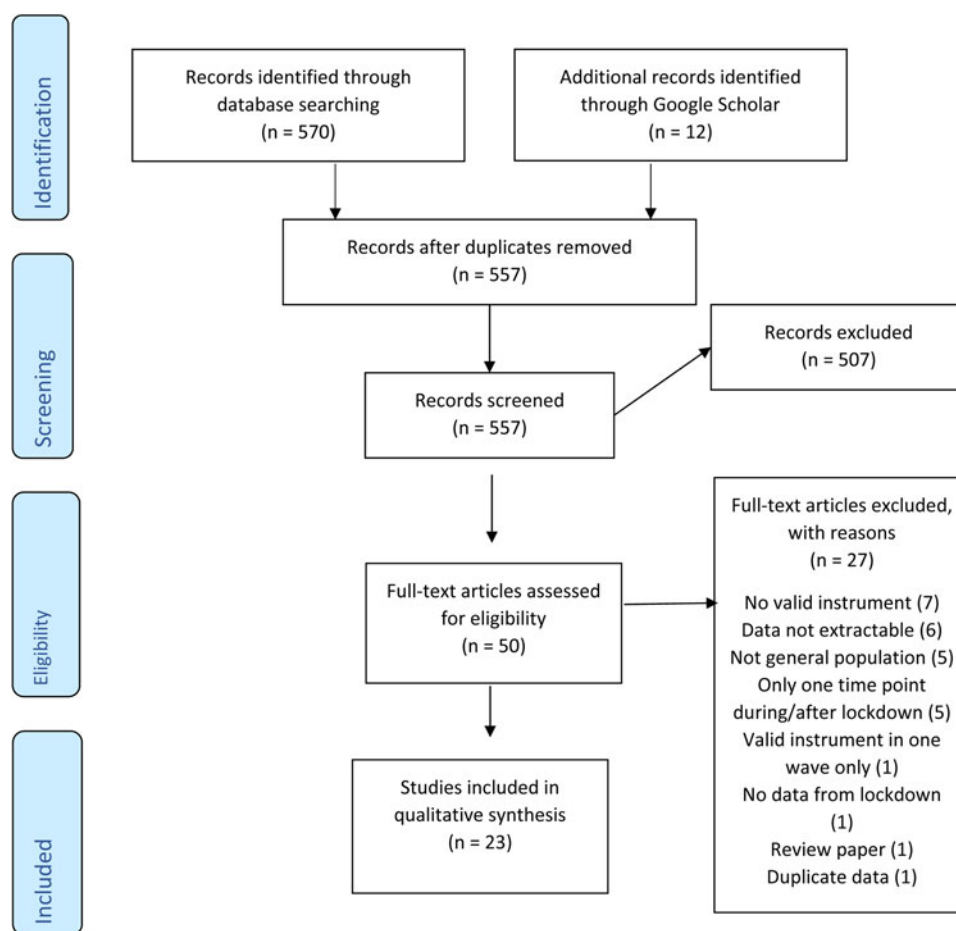 Identification
Records identified through
database searching
(n = 570)
Additional records identified
through Google Scholar
(n = 12)
Records after duplicates removed
(n = 557)
Screening
Records excluded
(n = 507)
Records screened
(n = 557)
Eligibility
Full-text articles assessed
for eligibility
(n = 50)
Full-text articles excluded,
with reasons
(n = 27)
No valid instrument (7)
Data not extractable (6)
Not general population (5)
Only one time point
during/after lockdown (5)
Valid instrument in one
wave only (1)
No data from lockdown
(1)
Review paper (1)
Duplicate data (1)
Included
Studies included in
qualitative synthesis
(n = 23)